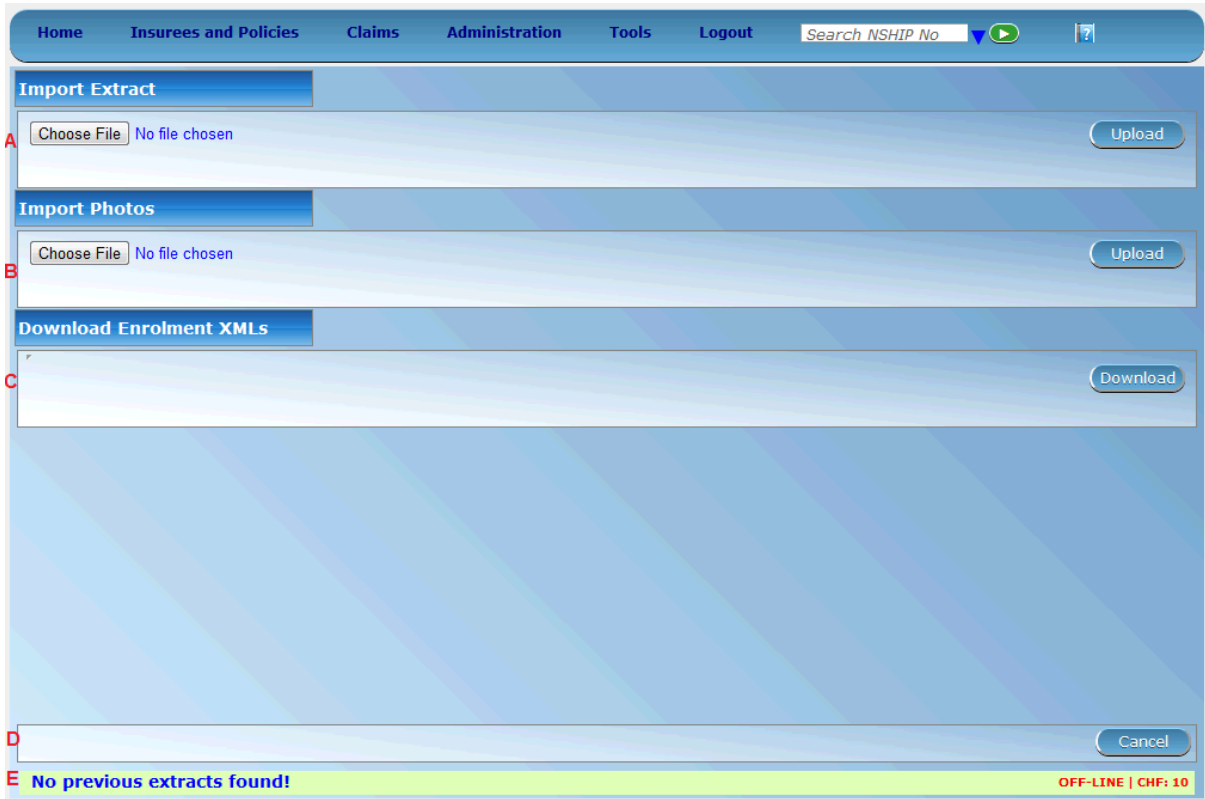 Home Insurees and Policies Claims Administration Tools Logout Search NSHIP No ?
Import Extract
A Choose File No file chosen Upload
Import Photos
B Choose File No file chosen Upload
Download Enrolment XMLs
C Download
D Cancel
E No previous extracts found! OFF-LINE | CHF: 10